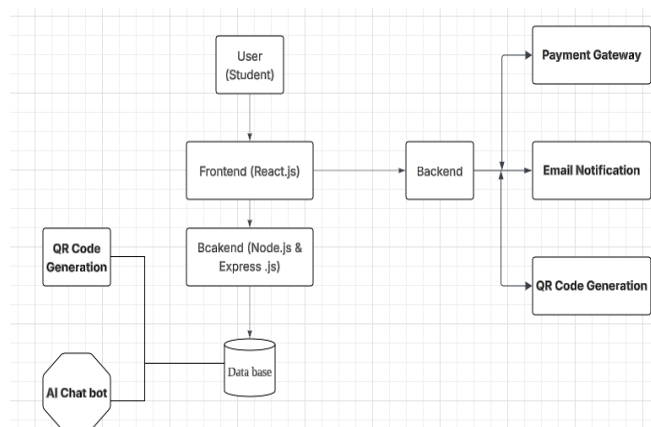 User
(Student)
Payment Gateway
Frontend (React.js)
Backend
Email Notification
QR Code
Generation
Bcakend (Node.js &
Express .js)
QR Code Generation
Data base
AI Chat bot